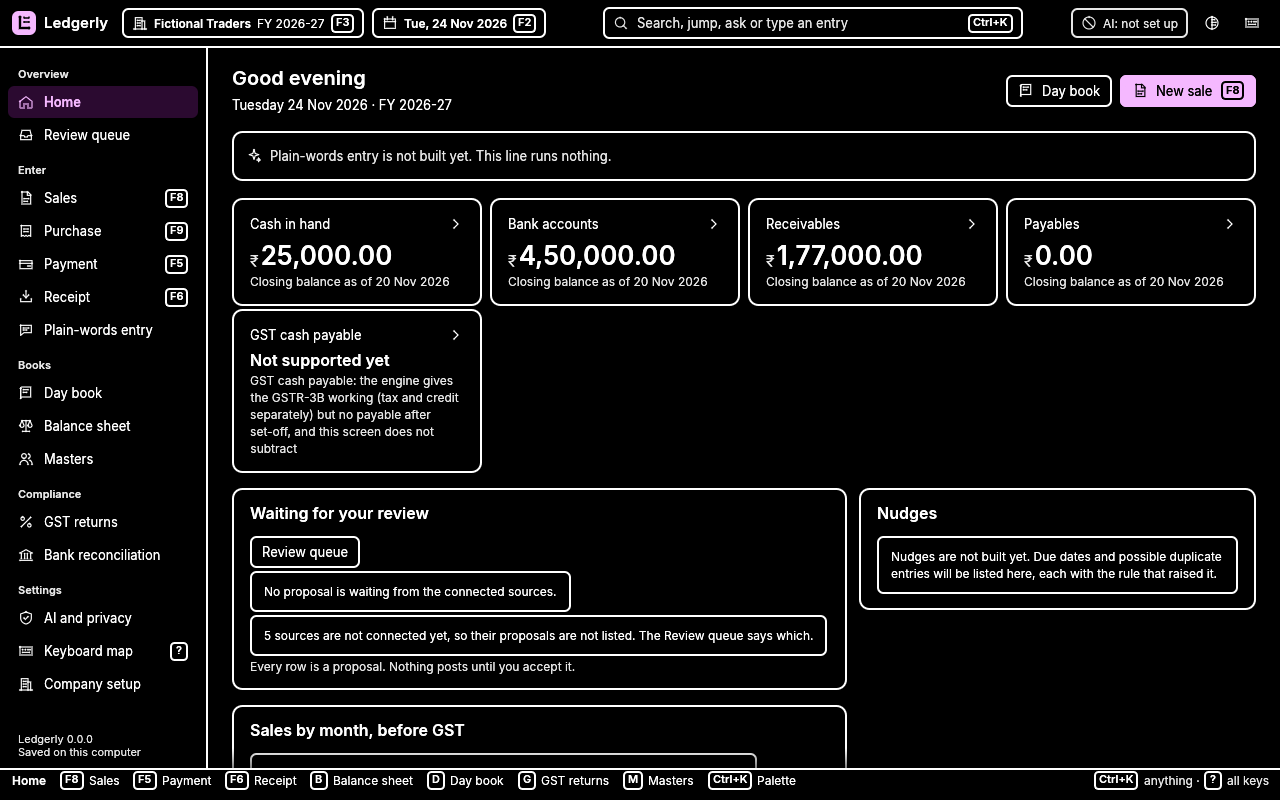 Ledgerly
Fictional Traders FY 2026-27 F3
Tue, 24 Nov 2026 F2
Search, jump, ask or type an entry Ctrl+K
AI: not set up
Overview
Home
Review queue
Enter
Sales F8
Purchase F9
Payment F5
Receipt F6
Plain-words entry
Books
Day book
Balance sheet
Masters
Compliance
GST returns
Bank reconciliation
Settings
AI and privacy
Keyboard map ?
Company setup
Ledgerly 0.0.0
Saved on this computer
Good evening
Tuesday 24 Nov 2026 · FY 2026-27
Day book
New sale F8
Plain-words entry is not built yet. This line runs nothing.
Cash in hand
₹25,000.00
Closing balance as of 20 Nov 2026
Bank accounts
₹4,50,000.00
Closing balance as of 20 Nov 2026
Receivables
₹1,77,000.00
Closing balance as of 20 Nov 2026
Payables
₹0.00
Closing balance as of 20 Nov 2026
GST cash payable
Not supported yet
GST cash payable: the engine gives
the GSTR-3B working (tax and credit
separately) but no payable after
set-off, and this screen does not
subtract
Waiting for your review
Review queue
No proposal is waiting from the connected sources.
5 sources are not connected yet, so their proposals are not listed. The Review queue says which.
Every row is a proposal. Nothing posts until you accept it.
Nudges
Nudges are not built yet. Due dates and possible duplicate
entries will be listed here, each with the rule that raised it.
Sales by month, before GST
Home F8 Sales F5 Payment F6 Receipt B Balance sheet D Day book G GST returns M Masters Ctrl+K Palette Ctrl+K anything · ? all keys